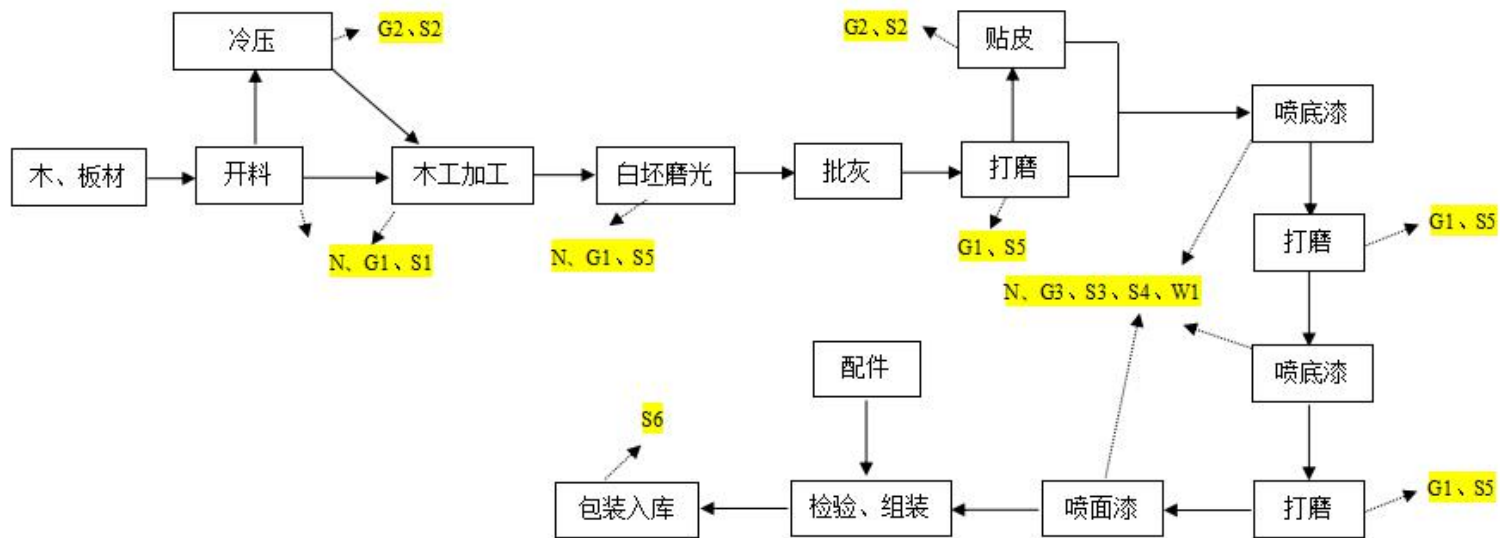 冷压
G2、S2
G2、S2
贴皮
喷底漆
木、板材
开料
木工加工
白坯磨光
批灰
打磨
N、G1、S1
N、G1、S5
G1、S5
打磨
G1、S5
N、G3、S3、S4、W1
配件
喷底漆
S6
包装入库
检验、组装
喷面漆
打磨
G1、S5